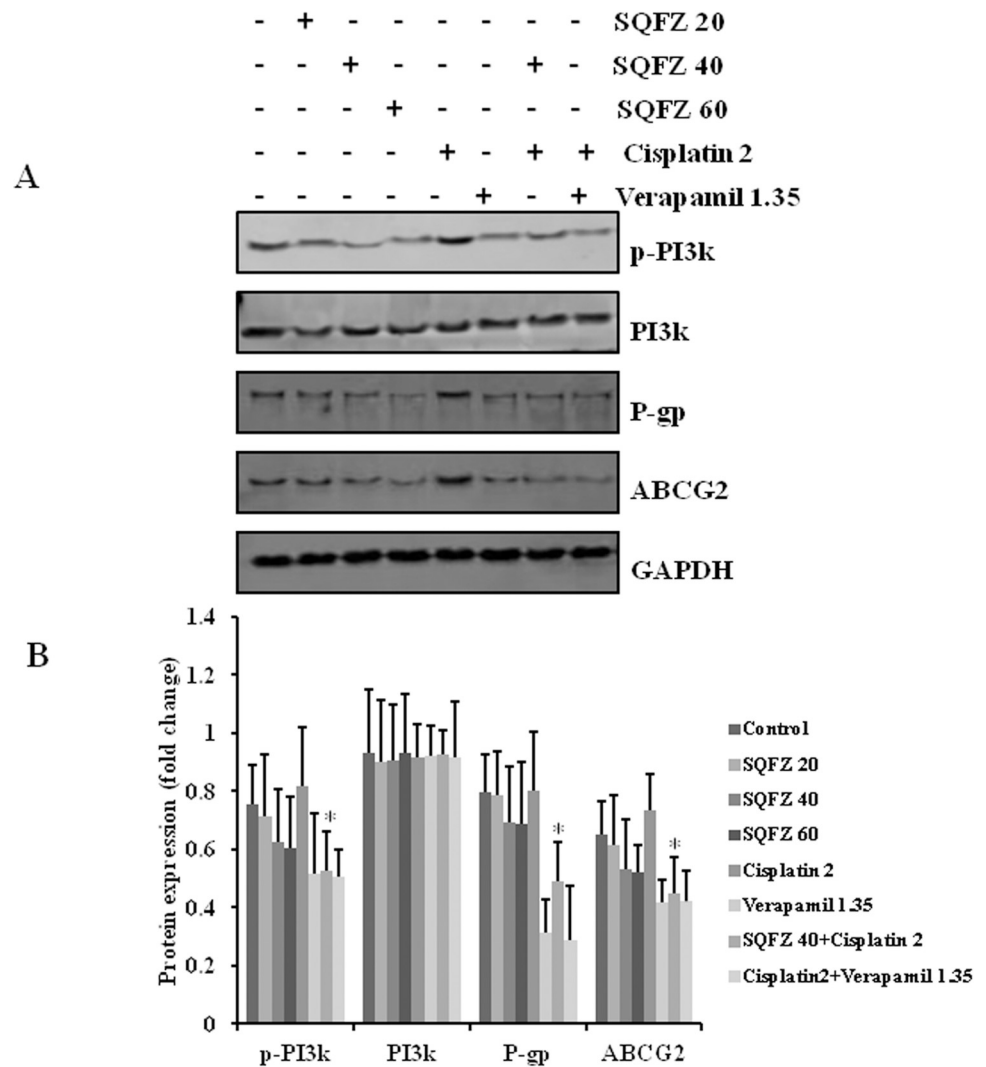 - + - - - - - - SQFZ 20
- - + - - - + - SQFZ 40
- - - + - - - - SQFZ 60
- - - - + - + + Cisplatin 2
A
- - - - - + - + Verapamil 1.35
p-PI3k
PI3k
P-gp
ABCG2
GAPDH
B
Protein expression (fold change)
1.4
1.2
1
0.8
0.6
0.4
0.2
0
* * *
p-PI3k PI3k P-gp ABCG2
Control
SQFZ 20
SQFZ 40
SQFZ 60
Cisplatin 2
Verapamil 1.35
SQFZ 40+Cisplatin 2
Cisplatin2+Verapamil 1.35